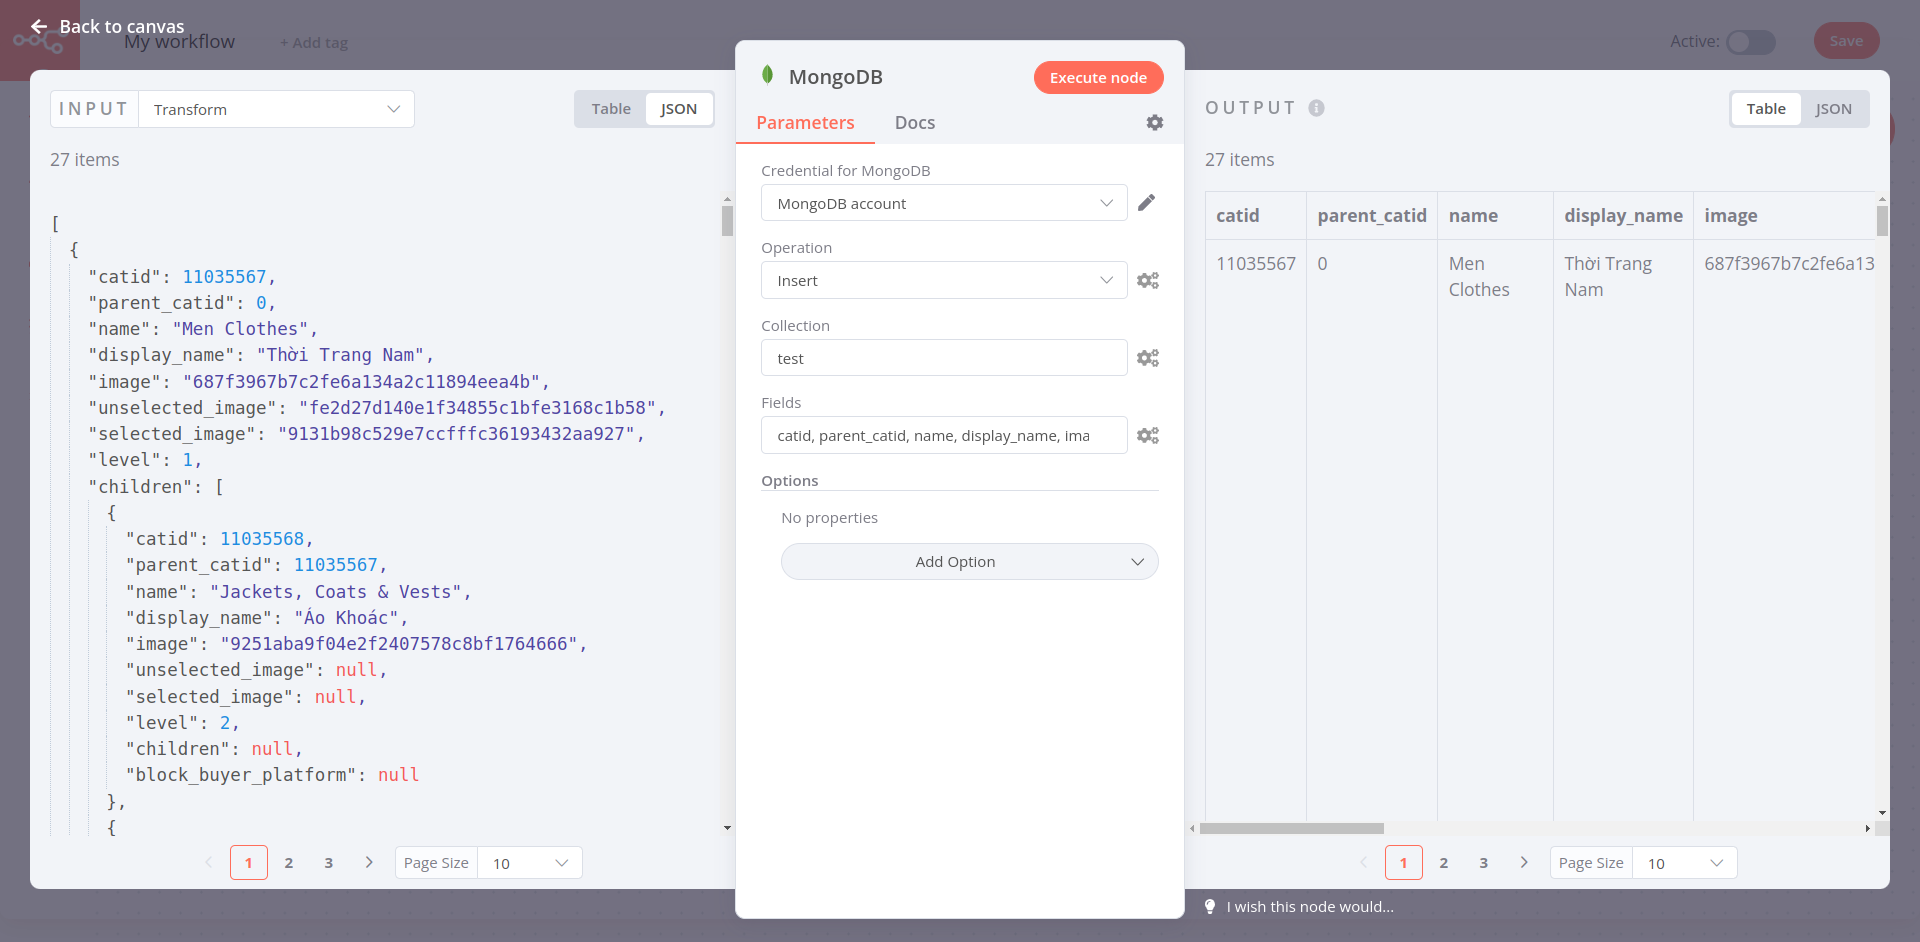 Back to canvas
My workflow
+ Add tag
Active:
Save
INPUT
Transform
Table
JSON
27 items
[
{
"catid": 11035567,
"parent_catid": 0,
"name": "Men Clothes",
"display_name": "Thời Trang Nam",
"image": "687f3967b7c2fe6a134a2c11894eea4b",
"unselected_image": "fe2d27d140e1f34855c1bfe3168c1b58",
"selected_image": "9131b98c529e7ccfffc36193432aa927",
"level": 1,
"children": [
{
"catid": 11035568,
"parent_catid": 11035567,
"name": "Jackets, Coats & Vests",
"display_name": "Áo Khoác",
"image": "9251aba9f04e2f2407578c8bf1764666",
"unselected_image": null,
"selected_image": null,
"level": 2,
"children": null,
"block_buyer_platform": null
},
{
1
2
3
Page Size
10
MongoDB
Execute node
Parameters
Docs
Credential for MongoDB
MongoDB account
Operation
Insert
Collection
test
Fields
catid, parent_catid, name, display_name, ima
Options
No properties
Add Option
OUTPUT
Table
JSON
27 items
catid parent_catid name display_name image
11035567 0 Men Thời Trang 687f3967b7c2fe6a13
Clothes Nam
1
2
3
Page Size
10
I wish this node would...